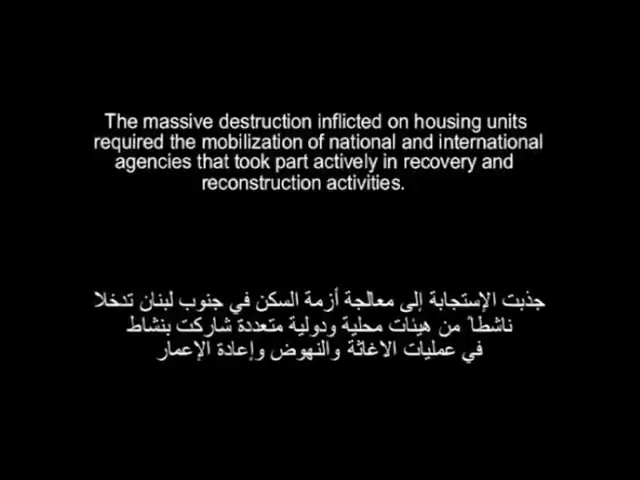 The massive destruction inflicted on housing units
required the mobilization of national and international
agencies that took part actively in recovery and
reconstruction activities.
جذبت الإستجابة إلى معالجة أزمة السكن في جنوب لبنان تدخلا
ناشطاً من هيئات محلية ودولية متعددة شاركت بنشاط
في عمليات الاغاثة والنهوض وإعادة الإعمار